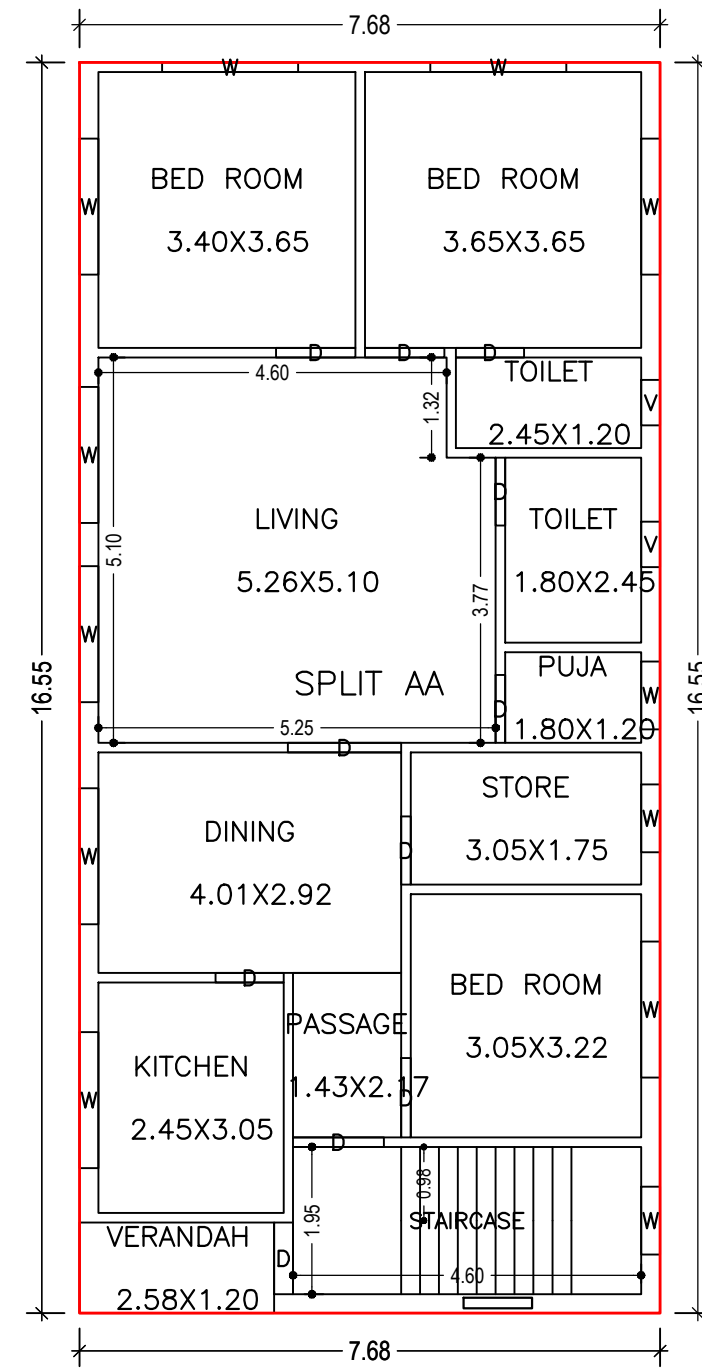 7.68
W
W
BED ROOM
BED ROOM
W
W
3.40X3.65
3.65X3.65
D
D
D
4.60
TOILET
1.32
V
2.45X1.20
W
D
LIVING
TOILET
5.10
V
5.26X5.10
3.77
1.80X2.45
W
PUJA
SPLIT AA
16.55
16.55
W
D
5.25
1.80X1.20
D
STORE
W
DINING
W
D
3.05X1.75
4.01X2.92
D
BED ROOM
W
PASSAGE
3.05X3.22
KITCHEN
1.43X2.17
W
D
2.45X3.05
D
0.98
1.95
STAIRCASE
W
VERANDAH
D
4.60
2.58X1.20
7.68